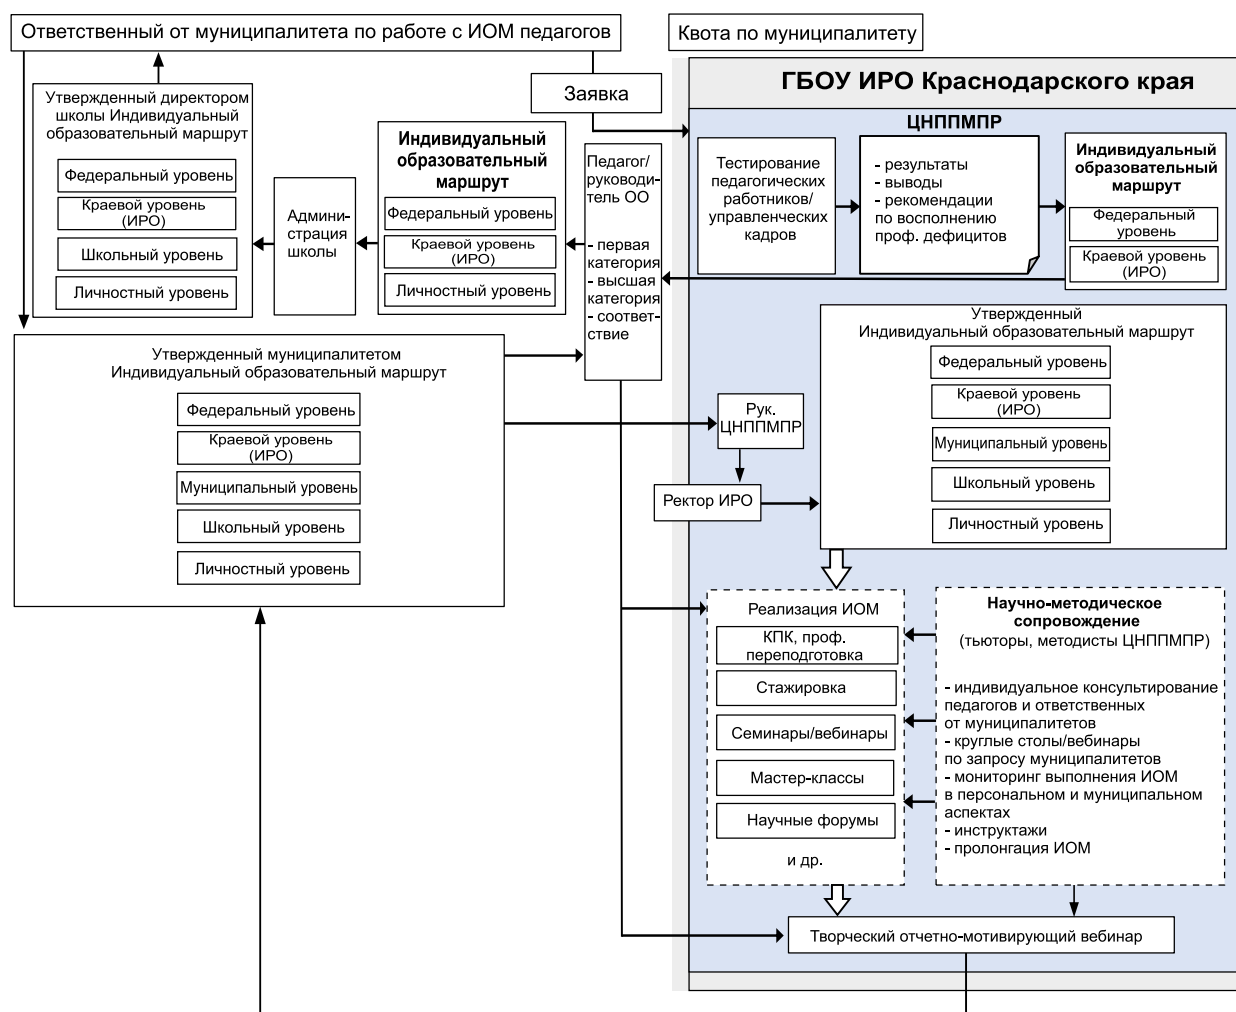 Ответственный от муниципалитета по работе с ИОМ педагогов
Квота по муниципалитету
Заявка
Утвержденный директором
школы Индивидуальный
образовательный маршрут
Федеральный уровень
Краевой уровень
(ИРО)
Школьный уровень
Личностный уровень
Админи-
страция
школы
Индивидуальный
образовательный
маршрут
Федеральный уровень
Краевой уровень
(ИРО)
Личностный уровень
Педагог/
руководи-
тель ОО
- первая
категория
- высшая
категория
- соответ-
ствие
ГБОУ ИРО Краснодарского края
ЦНППМПР
Тестирование
педагогических
работников/
управленческих
кадров
- результаты
- выводы
- рекомендации
по восполнению
проф. дефицитов
Индивидуальный
образовательный
маршрут
Федеральный
уровень
Краевой уровень
(ИРО)
Утвержденный муниципалитетом
Индивидуальный образовательный маршрут
Федеральный уровень
Краевой уровень
(ИРО)
Муниципальный уровень
Школьный уровень
Личностный уровень
Рук.
ЦНППМПР
Ректор ИРО
Утвержденный
Индивидуальный образовательный маршрут
Федеральный уровень
Краевой уровень
(ИРО)
Муниципальный уровень
Школьный уровень
Личностный уровень
Реализация ИОМ
КПК, проф.
переподготовка
Стажировка
Семинары/вебинары
Мастер-классы
Научные форумы
и др.
Научно-методическое
сопровождение
(тьюторы, методисты ЦНППМПР)
- индивидуальное консультирование
педагогов и ответственных
от муниципалитетов
- круглые столы/вебинары
по запросу муниципалитетов
- мониторинг выполнения ИОМ
в персональном и муниципальном
аспектах
- инструктажи
- пролонгация ИОМ
Творческий отчетно-мотивирующий вебинар